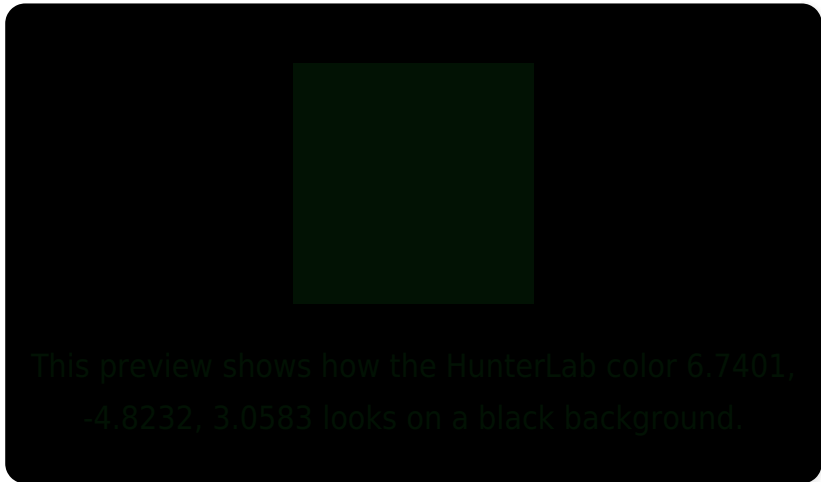 This preview shows how the HunterLab color 6.7401,
-4.8232, 3.0583 looks on a black background.